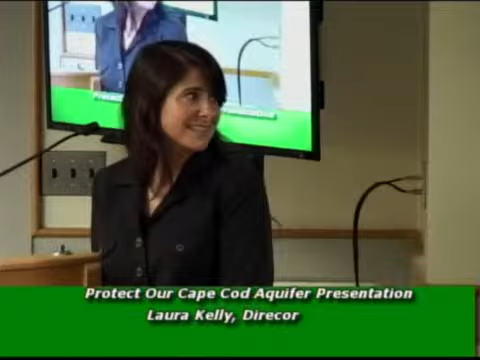 Protect Our Cape Cod Aquifer Presentation
Laura Kelly, Direcor